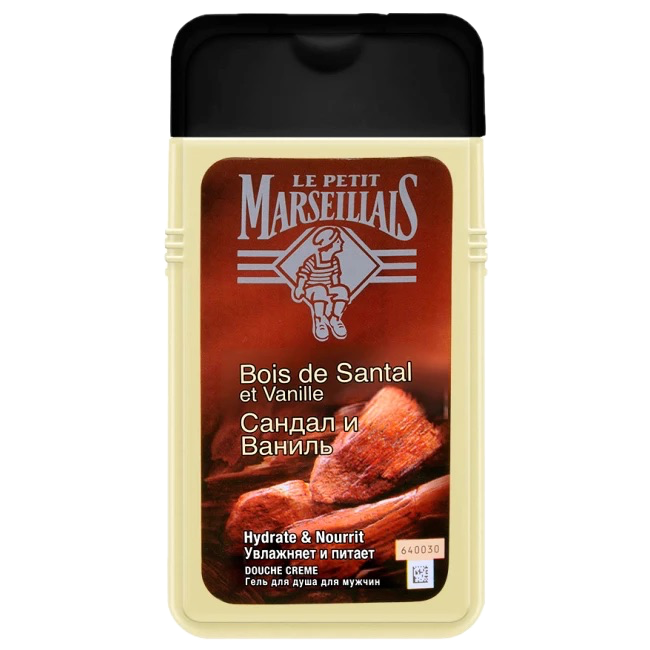 LE PETIT
MARSEILLAIS
Bois de Santal
et Vanille
Сандал и
Ваниль
Hydrate & Nourrit
Увлажняет и питает
DOUCHE CREME
Гель для душа для мужчин
640030